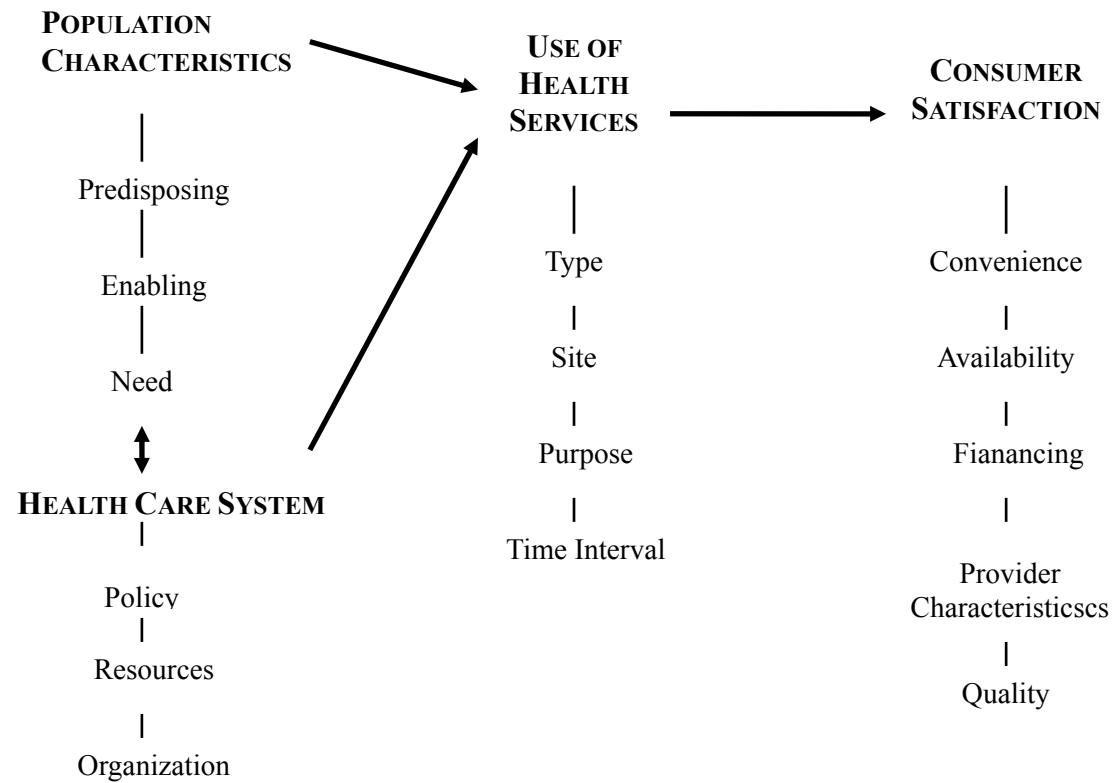 POPULATION
CHARACTERISTICS
Predisposing
Enabling
Need
HEALTH CARE SYSTEM
Policy
Resources
Organization
USE OF
HEALTH
SERVICES
Type
Site
Purpose
Time Interval
CONSUMER
SATISFACTION
Convenience
Availability
Fianancing
Provider
Characteristicscs
Quality